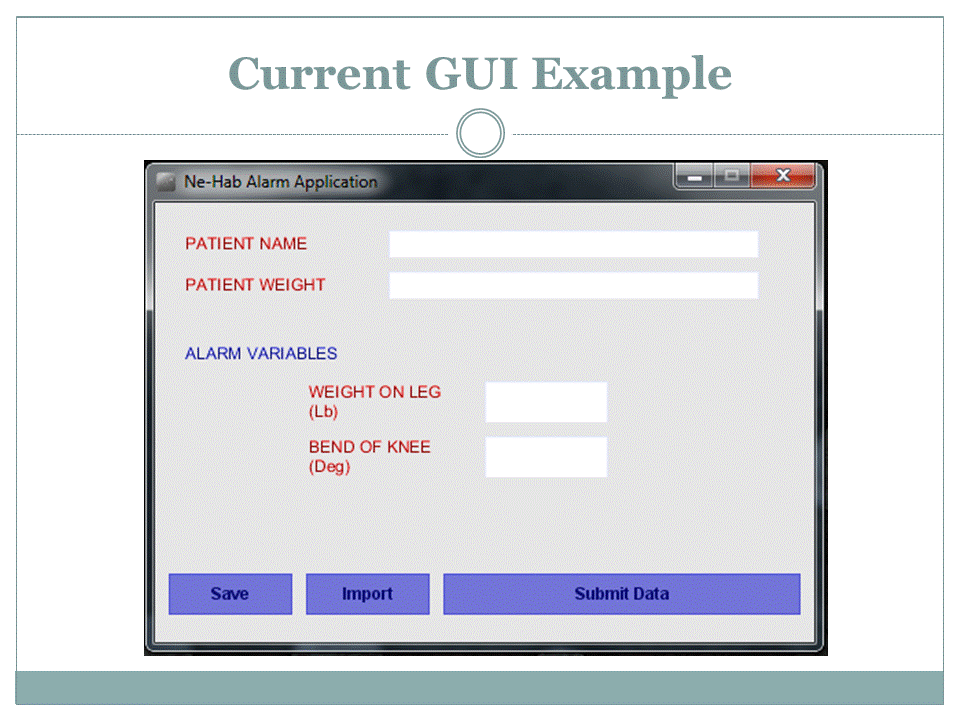 Current GUI Example
Ne-Hab Alarm Application
PATIENT NAME
PATIENT WEIGHT
ALARM VARIABLES
WEIGHT ON LEG
(Lb)
BEND OF KNEE
(Deg)
Save Import Submit Data